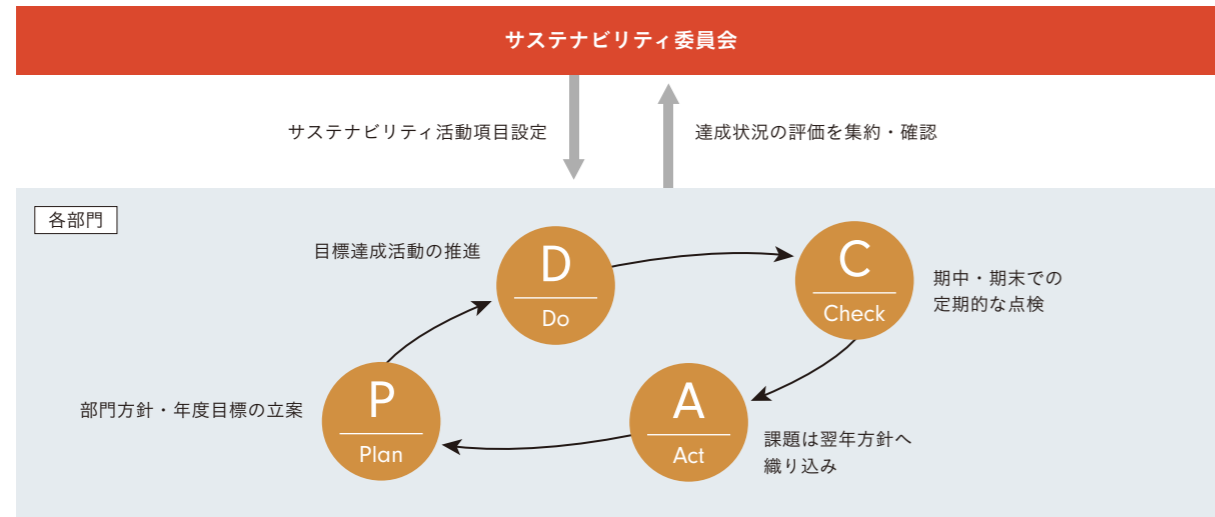 サステナビリティ委員会
サステナビリティ活動項目設定
達成状況の評価を集約・確認
各部門
目標達成活動の推進
D
Do
C
Check
期中・期末での
定期的な点検
部門方針・年度目標の立案
P
Plan
A
Act
課題は翌年方針へ
織り込み